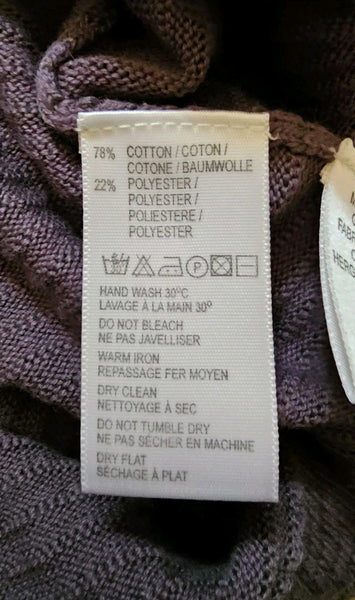 78% COTTON / COTON /
COTONE / BAUMWOLLE
22% POLYESTER /
POLYESTER /
POLIESTERE /
POLYESTER
HAND WASH 30°C
LAVAGE À LA MAIN 30°
DO NOT BLEACH
NE PAS JAVELLISER
WARM IRON
REPASSAGE FER MOYEN
DRY CLEAN
NETTOYAGE À SEC
DO NOT TUMBLE DRY
NE PAS SÉCHER EN MACHINE
DRY FLAT
SÉCHAGE À PLAT